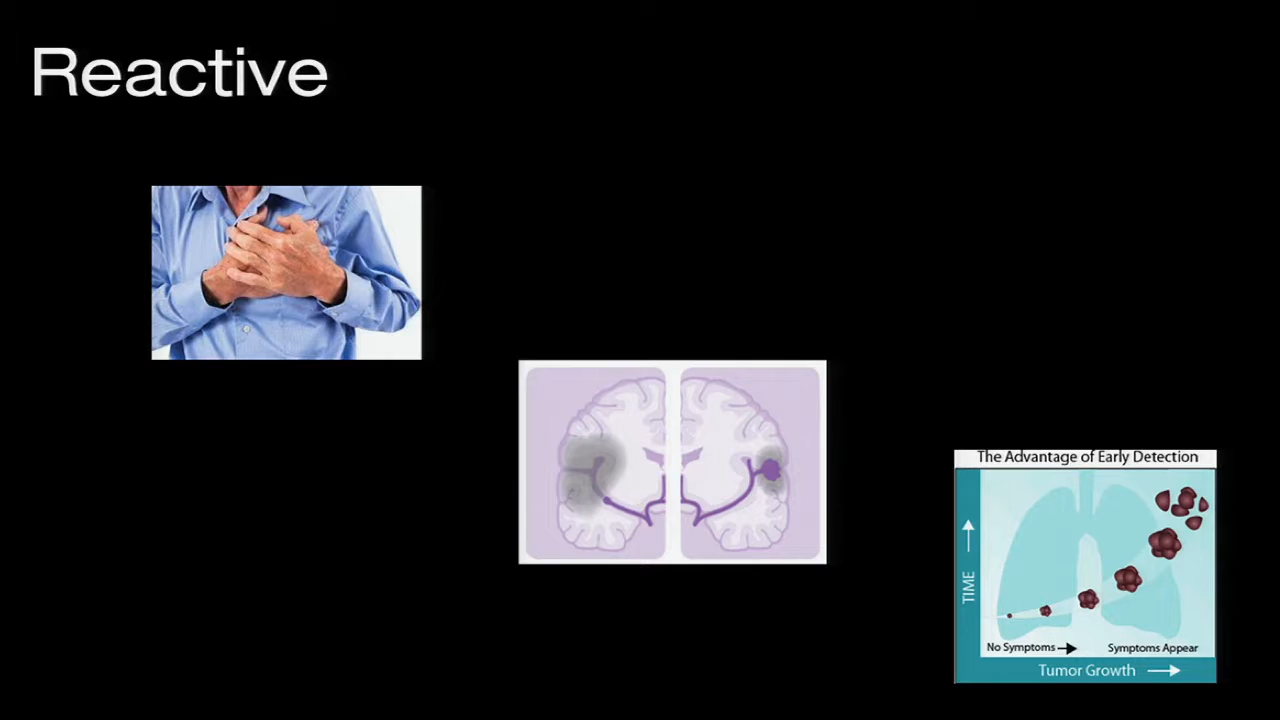 Reactive
The Advantage of Early Detection
TIME
No Symptoms
Symptoms Appear
Tumor Growth